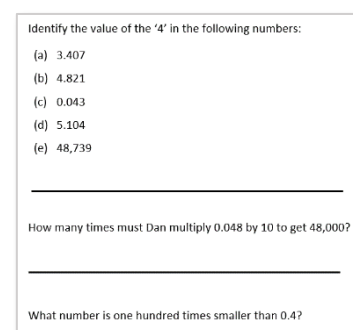 Identify the value of the ‘4’ in the following numbers:
(a) 3.407
(b) 4.821
(c) 0.043
(d) 5.104
(e) 48,739
How many times must Dan multiply 0.048 by 10 to get 48,000?
What number is one hundred times smaller than 0.4?